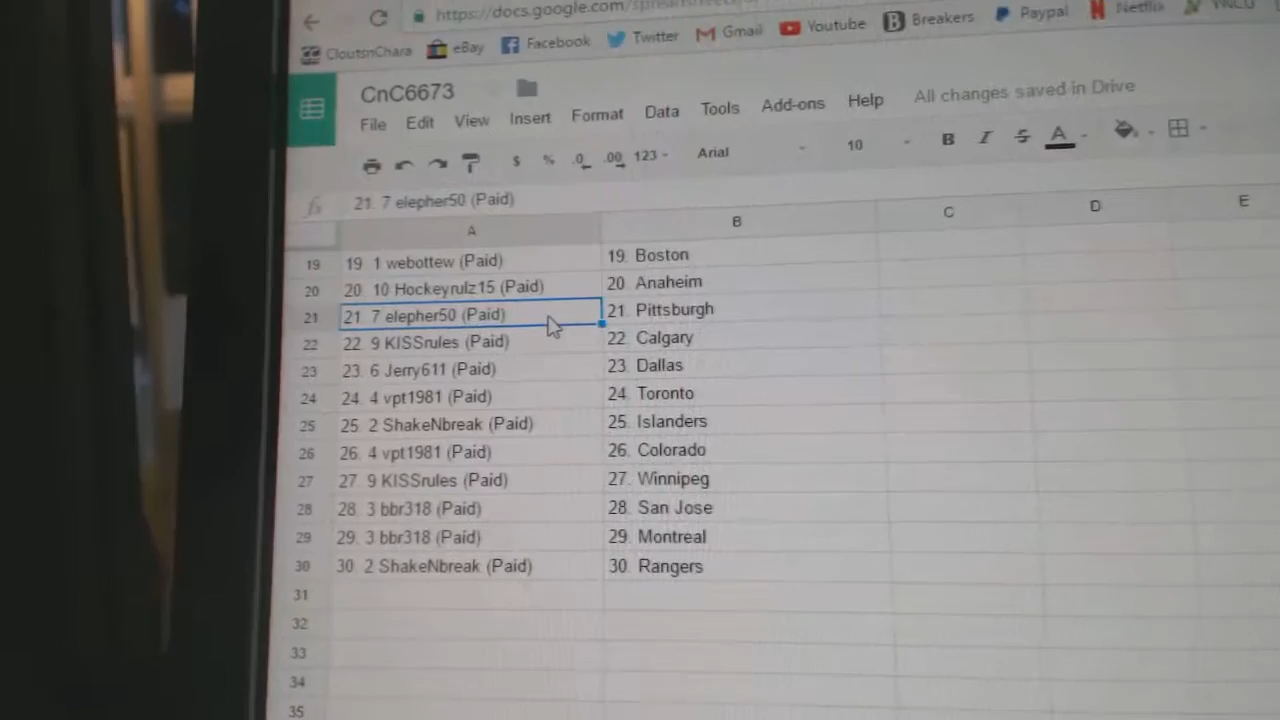 https://docs.google.com/spreadsheets
CloutsnChara eBay Facebook Twitter Gmail Youtube Breakers Paypal Netflix
CnC6673
File Edit View Insert Format Data Tools Add-ons Help All changes saved in Drive
$ % .0 .00 123 Arial 10 B I S A
fx 21. 7 elepher50 (Paid)
A B C D E
19 19 1 webottew (Paid) 19. Boston
20 20 10 Hockeyrulz15 (Paid) 20 Anaheim
21 21 7 elepher50 (Paid) 21. Pittsburgh
22 22 9 KISSrules (Paid) 22. Calgary
23 23. 6 Jerry611 (Paid) 23. Dallas
24 24. 4 vpt1981 (Paid) 24. Toronto
25 25. 2 ShakeNbreak (Paid) 25. Islanders
26 26. 4 vpt1981 (Paid) 26. Colorado
27 27. 9 KISSrules (Paid) 27. Winnipeg
28 28. 3 bbr318 (Paid) 28. San Jose
29 29. 3 bbr318 (Paid) 29. Montreal
30 30. 2 ShakeNbreak (Paid) 30. Rangers
31
32
33
34
35